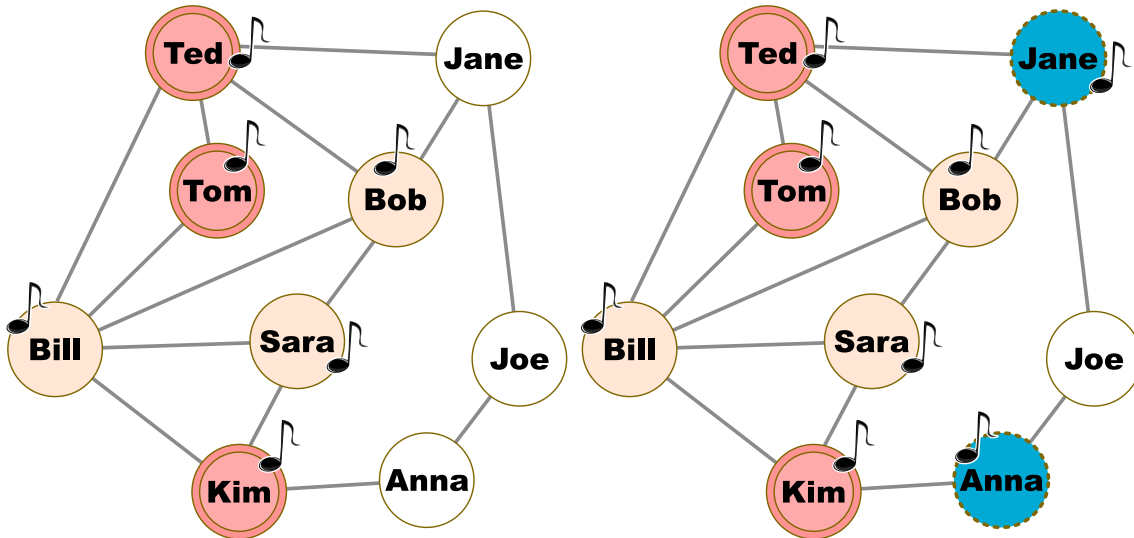 Ted
Jane
Tom
Bob
Bill
Sara
Joe
Kim
Anna
Ted
Jane
Tom
Bob
Bill
Sara
Joe
Kim
Anna